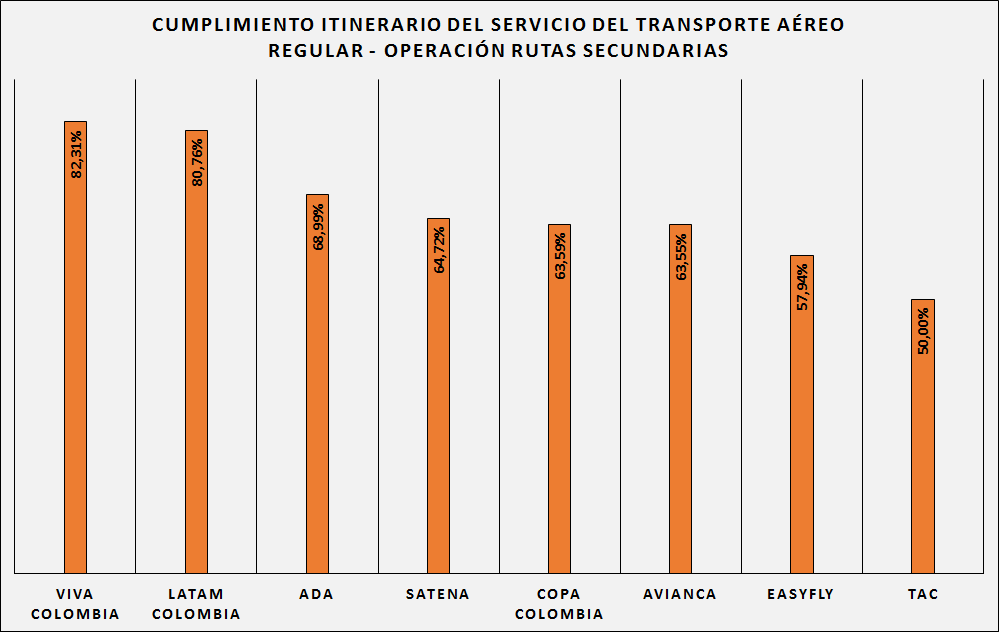 CUMPLIMIENTO ITINERARIO DEL SERVICIO DEL TRANSPORTE AÉREO
REGULAR - OPERACIÓN RUTAS SECUNDARIAS
82,31%
80,76%
68,99%
64,72%
63,59%
63,55%
57,94%
50,00%
VIVA
COLOMBIA
LATAM
COLOMBIA
ADA
SATENA
COPA
COLOMBIA
AVIANCA
EASYFLY
TAC